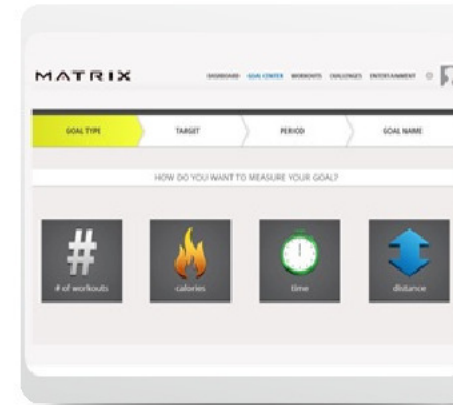 MATRIX
DASHBOARD GOAL CENTER WORKOUTS CHALLENGES ENTERTAINMENT
GOAL TYPE TARGET PERIOD GOAL NAME
HOW DO YOU WANT TO MEASURE YOUR GOAL?
#
# of workouts calories time distance